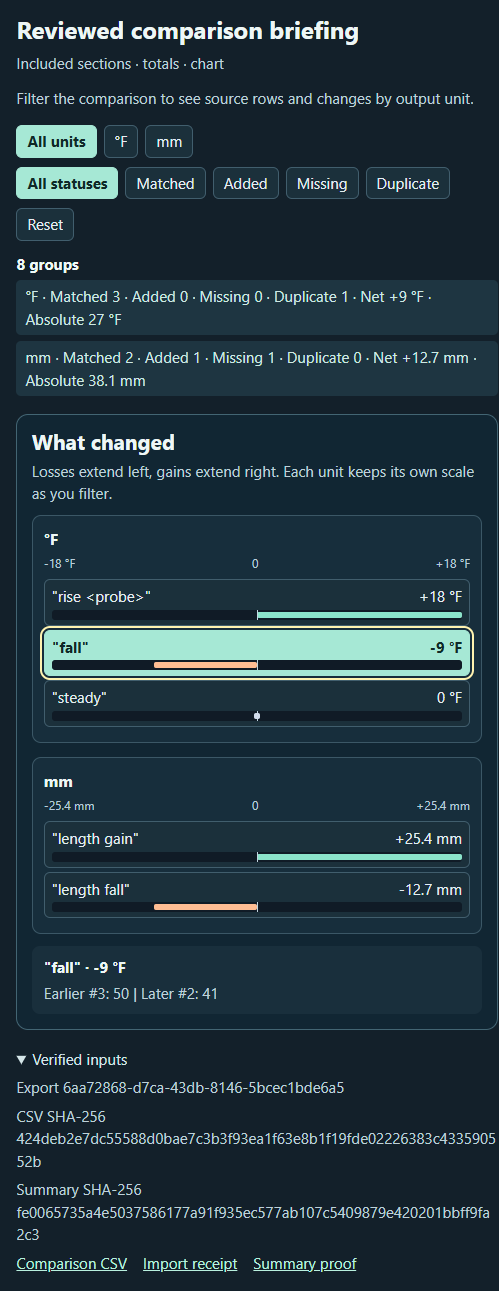 Reviewed comparison briefing
Included sections · totals · chart
Filter the comparison to see source rows and changes by output unit.
All units °F mm
All statuses Matched Added Missing Duplicate
Reset
8 groups
°F · Matched 3 · Added 0 · Missing 0 · Duplicate 1 · Net +9 °F ·
Absolute 27 °F
mm · Matched 2 · Added 1 · Missing 1 · Duplicate 0 · Net +12.7 mm ·
Absolute 38.1 mm
What changed
Losses extend left, gains extend right. Each unit keeps its own scale
as you filter.
°F
-18 °F 0 +18 °F
"rise <probe>" +18 °F
"fall" -9 °F
"steady" 0 °F
mm
-25.4 mm 0 +25.4 mm
"length gain" +25.4 mm
"length fall" -12.7 mm
"fall" · -9 °F
Earlier #3: 50 | Later #2: 41
▼ Verified inputs
Export 6aa72868-d7ca-43db-8146-5bcec1bde6a5
CSV SHA-256
424deb2e7dc55588d0bae7c3b3f93ea1f63e8b1f19fde02226383c4335905
52b
Summary SHA-256
fe0065735a4e5037586177a91f935ec577ab107c5409879e420201bbff9fa
2c3
Comparison CSV Import receipt Summary proof